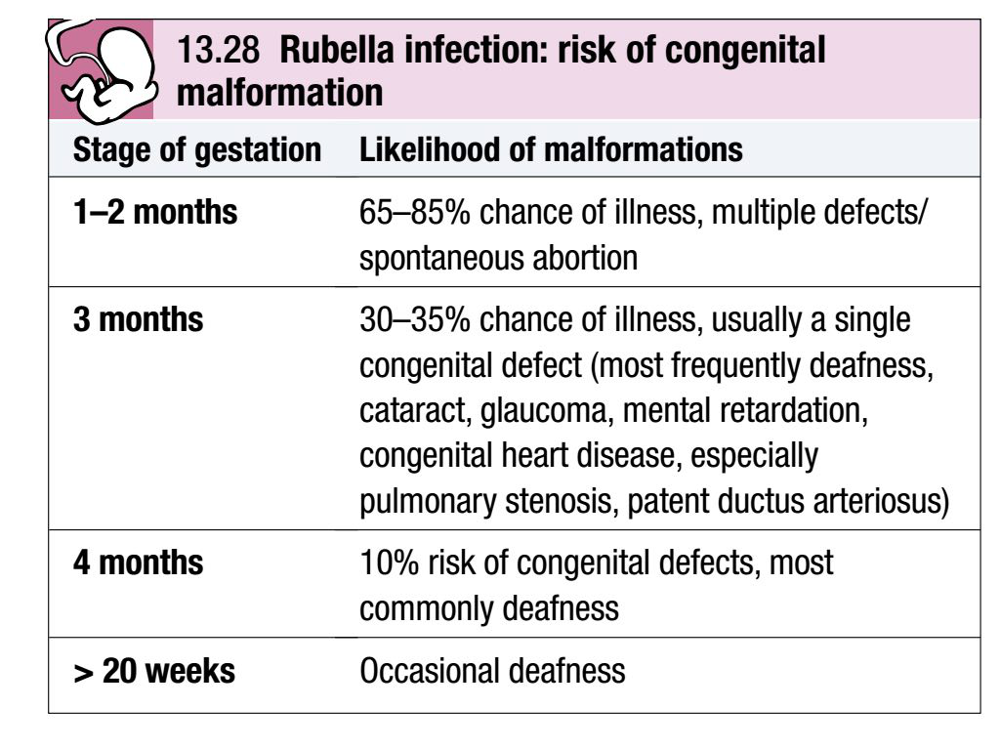 13.28 Rubella infection: risk of congenital
malformation
Stage of gestation Likelihood of malformations
1–2 months 65–85% chance of illness, multiple defects/
spontaneous abortion
3 months 30–35% chance of illness, usually a single
congenital defect (most frequently deafness,
cataract, glaucoma, mental retardation,
congenital heart disease, especially
pulmonary stenosis, patent ductus arteriosus)
4 months 10% risk of congenital defects, most
commonly deafness
> 20 weeks Occasional deafness